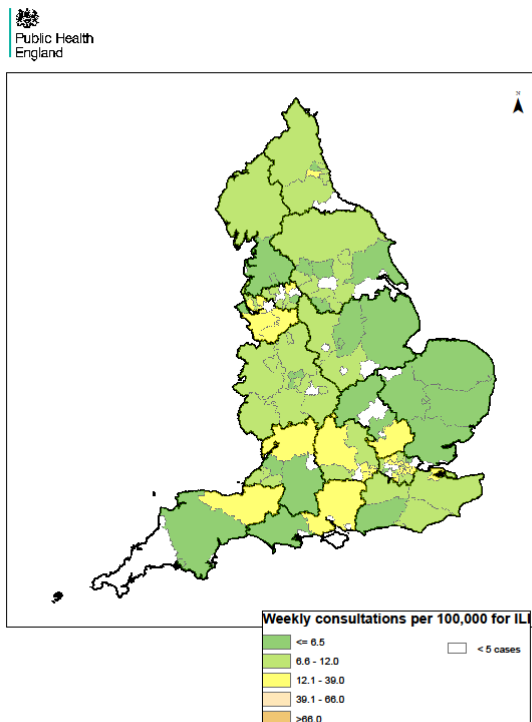 Public Health
England
N
Weekly consultations per 100,000 for ILI
<= 6.5
6.6 - 12.0
12.1 - 39.0
39.1 - 66.0
>66.0
< 5 cases